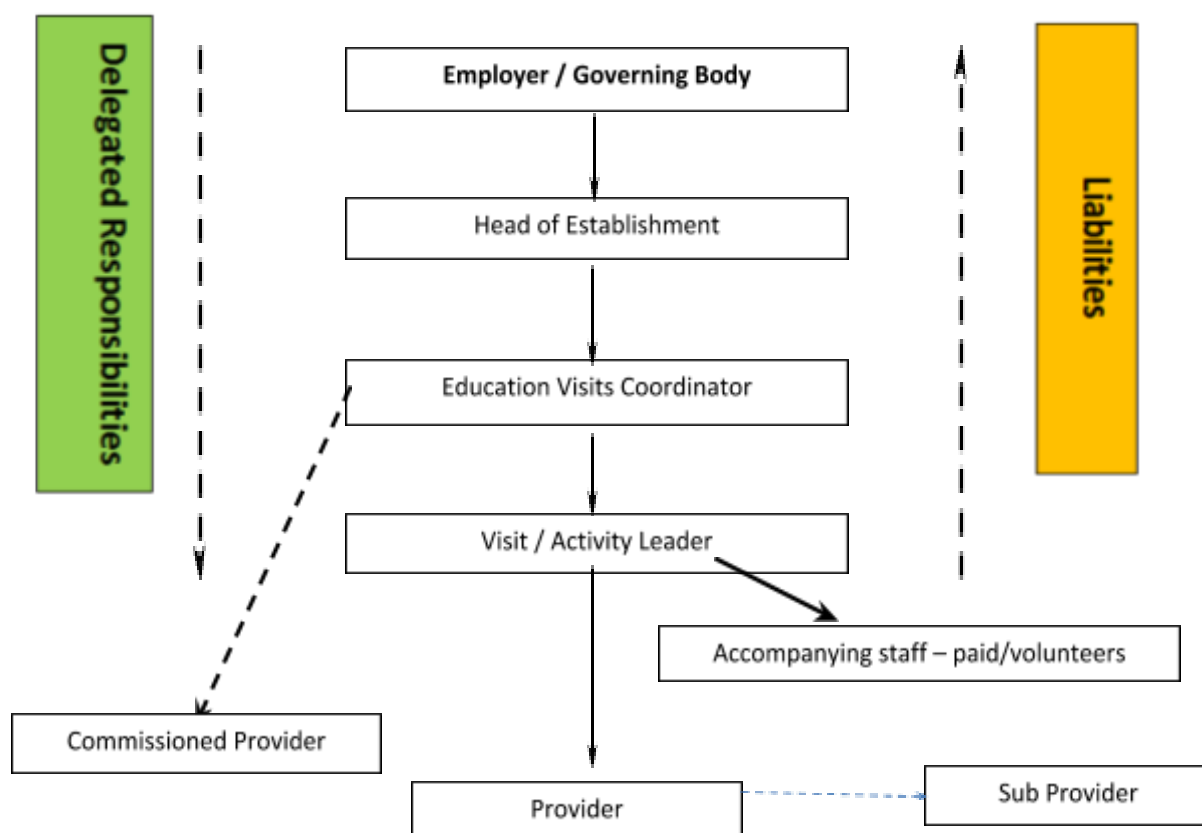 Delegated Responsibilities
Employer / Governing Body
Liabilities
Head of Establishment
Education Visits Coordinator
Visit / Activity Leader
Accompanying staff – paid/volunteers
Commissioned Provider
Provider
Sub Provider